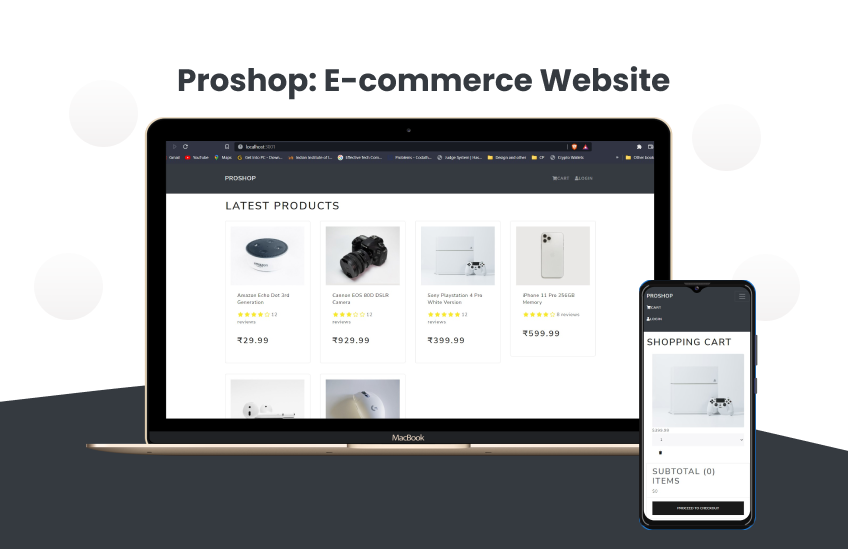 Proshop: E-commerce Website
localhost:3001
Gmail YouTube Maps Get Into PC - Down... Indian Institute of I... Effective Tech Com... Problems - Codeth... Judge System | Bac... Design and other CP Crypto Wallets Other book
PROSHOP CART LOGIN
LATEST PRODUCTS
Amazon Echo Dot 3rd
Generation
12
reviews
₹29.99
Cannon EOS 80D DSLR
Camera
12
reviews
₹929.99
Sony Playstation 4 Pro
White Version
12
reviews
₹399.99
iPhone 11 Pro 256GB
Memory
8 reviews
₹599.99
MacBook
PROSHOP
CART
LOGIN
SHOPPING CART
₹399.99
1
SUBTOTAL (0)
ITEMS
₹0
PROCEED TO CHECKOUT